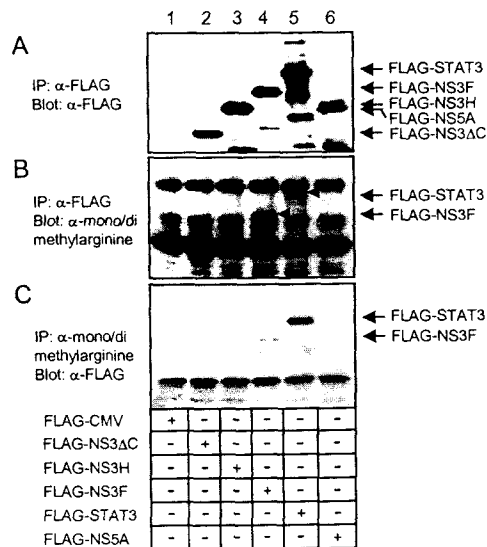 1 2 3 4 5 6
A
IP: α-FLAG
Blot: α-FLAG
FLAG-STAT3
FLAG-NS3F
FLAG-NS3H
FLAG-NS5A
FLAG-NS3ΔC
B
IP: α-FLAG
Blot: α-mono/di
methylarginine
FLAG-STAT3
FLAG-NS3F
C
IP: α-mono/di
methylarginine
Blot: α-FLAG
FLAG-STAT3
FLAG-NS3F
FLAG-CMV + - - - - -
FLAG-NS3ΔC - + - - - -
FLAG-NS3H - - + - - -
FLAG-NS3F - - - + - -
FLAG-STAT3 - - - - + -
FLAG-NS5A - - - - - +